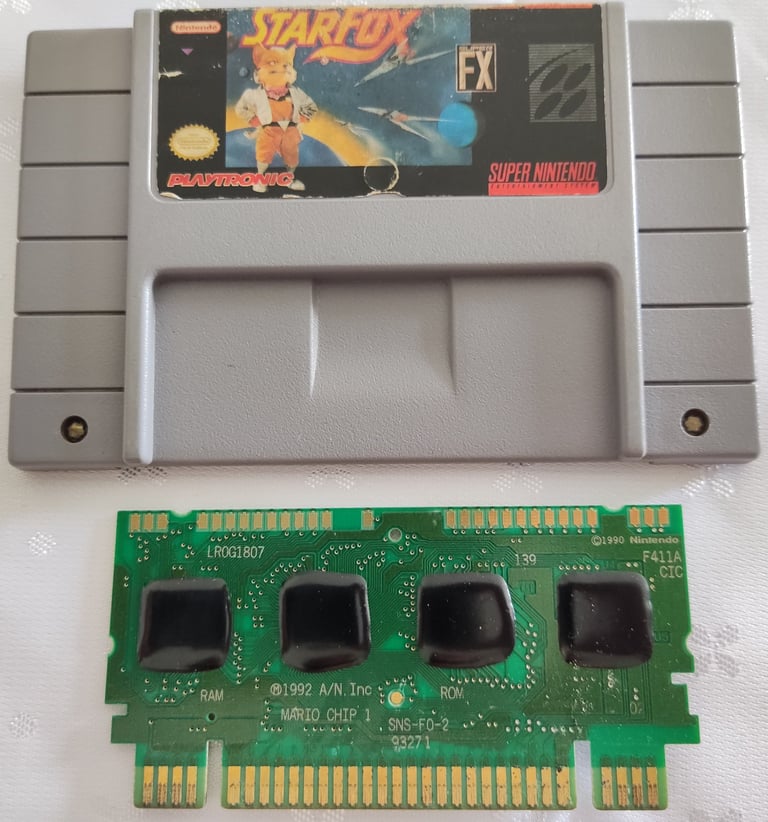 Nintendo
STARFOX
SUPER
FX
PLAYTRONIC
SUPER NINTENDO
ENTERTAINMENT SYSTEM
©1990 Nintendo
LROG1807
139
F411A
CIC
RAM
Ⓜ1992 A/N.Inc
ROM
MARIO CHIP 1
SNS-FO-2
93271